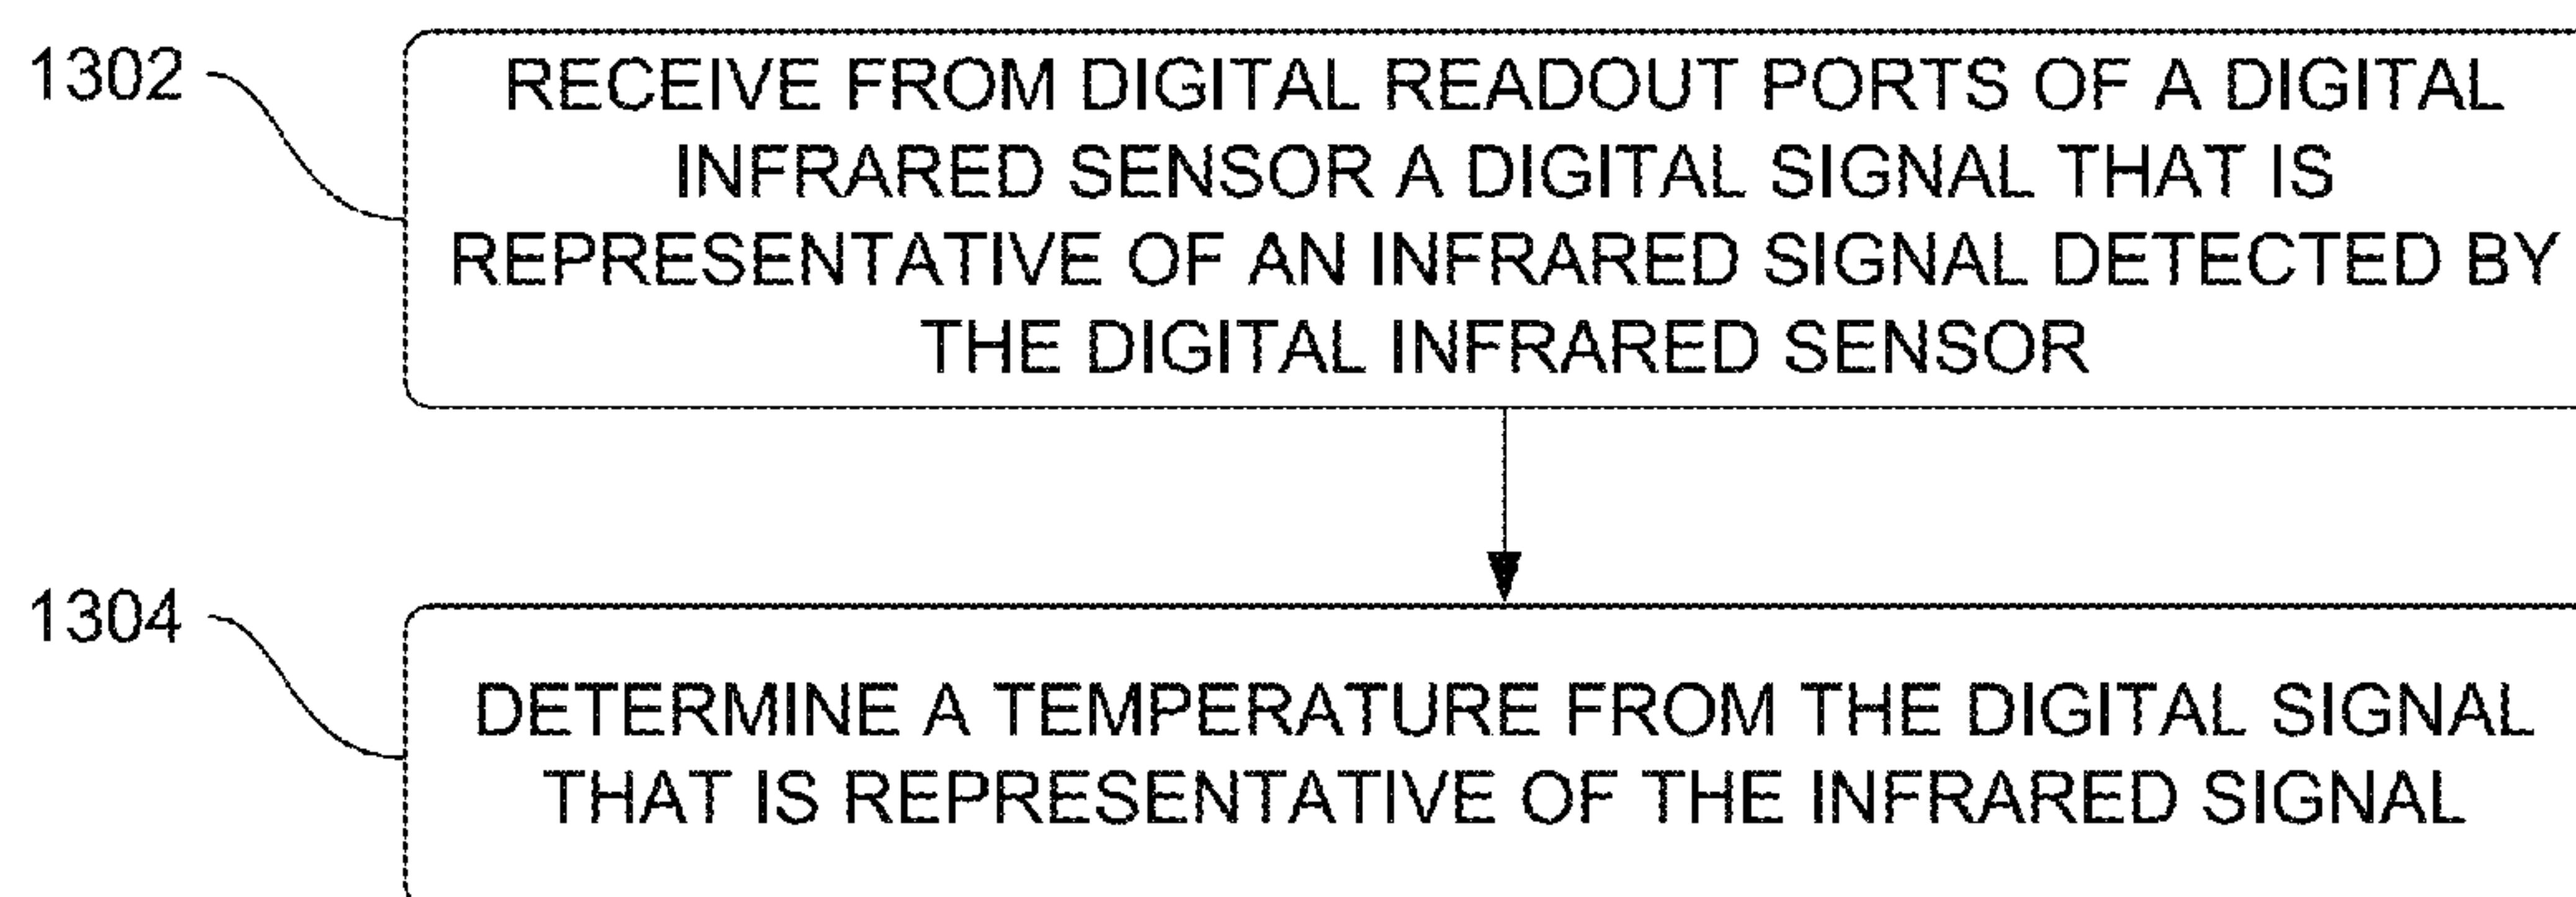 1302
RECEIVE FROM DIGITAL READOUT PORTS OF A DIGITAL
INFRARED SENSOR A DIGITAL SIGNAL THAT IS
REPRESENTATIVE OF AN INFRARED SIGNAL DETECTED BY
THE DIGITAL INFRARED SENSOR
1304
DETERMINE A TEMPERATURE FROM THE DIGITAL SIGNAL
THAT IS REPRESENTATIVE OF THE INFRARED SIGNAL